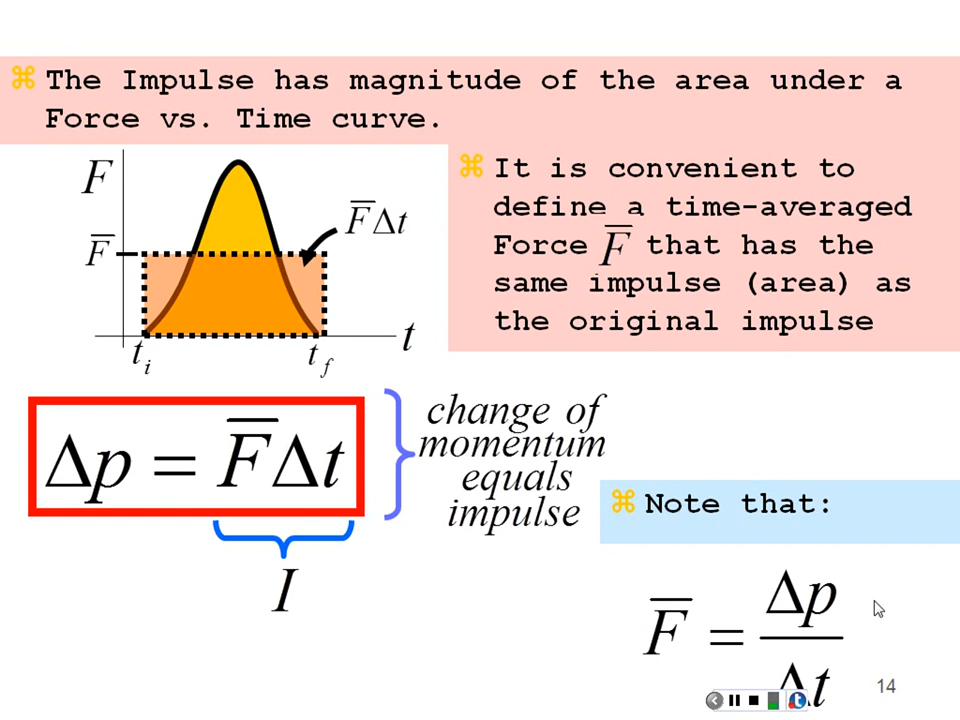 ⌘ The Impulse has magnitude of the area under a
Force vs. Time curve.
F
F̅
F̅Δt
t
t_i
t_f
⌘ It is convenient to
define a time-averaged
Force F̅ that has the
same impulse (area) as
the original impulse
Δp = F̅Δt
I
change of
momentum
equals
impulse
⌘ Note that:
F̅ = Δp/Δt
14